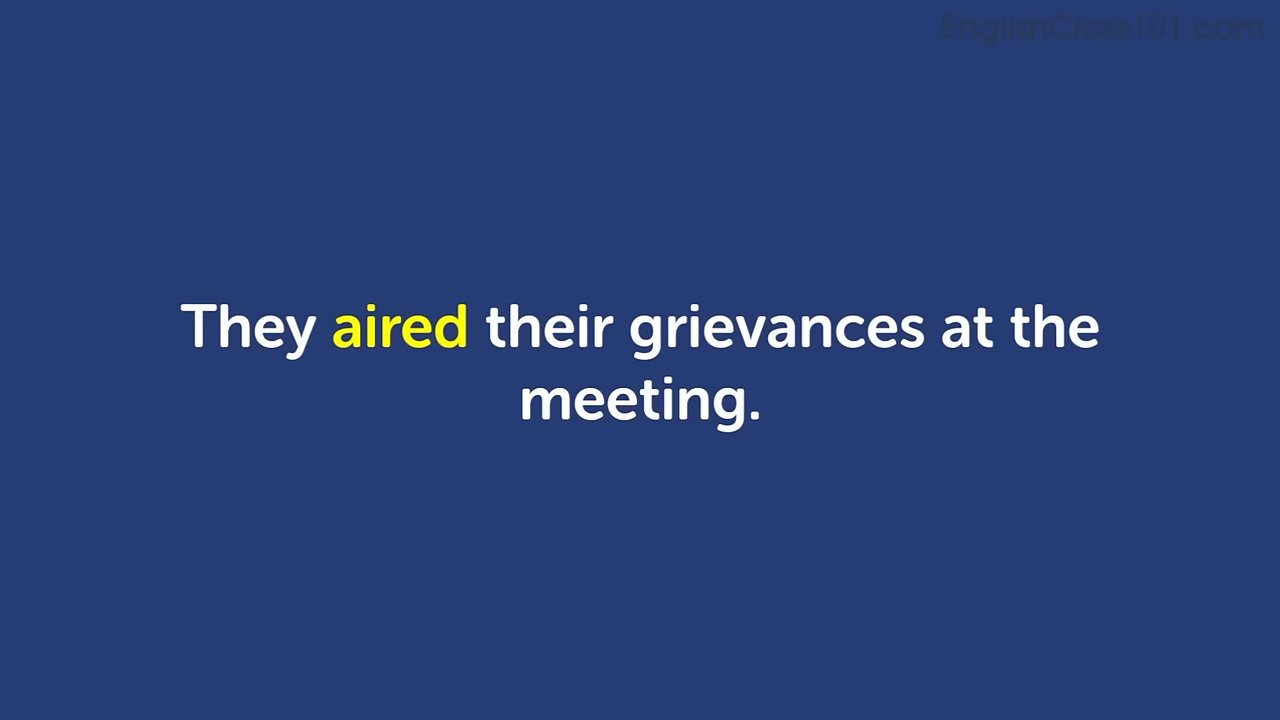 EnglishClass101.com
They aired their grievances at the
meeting.